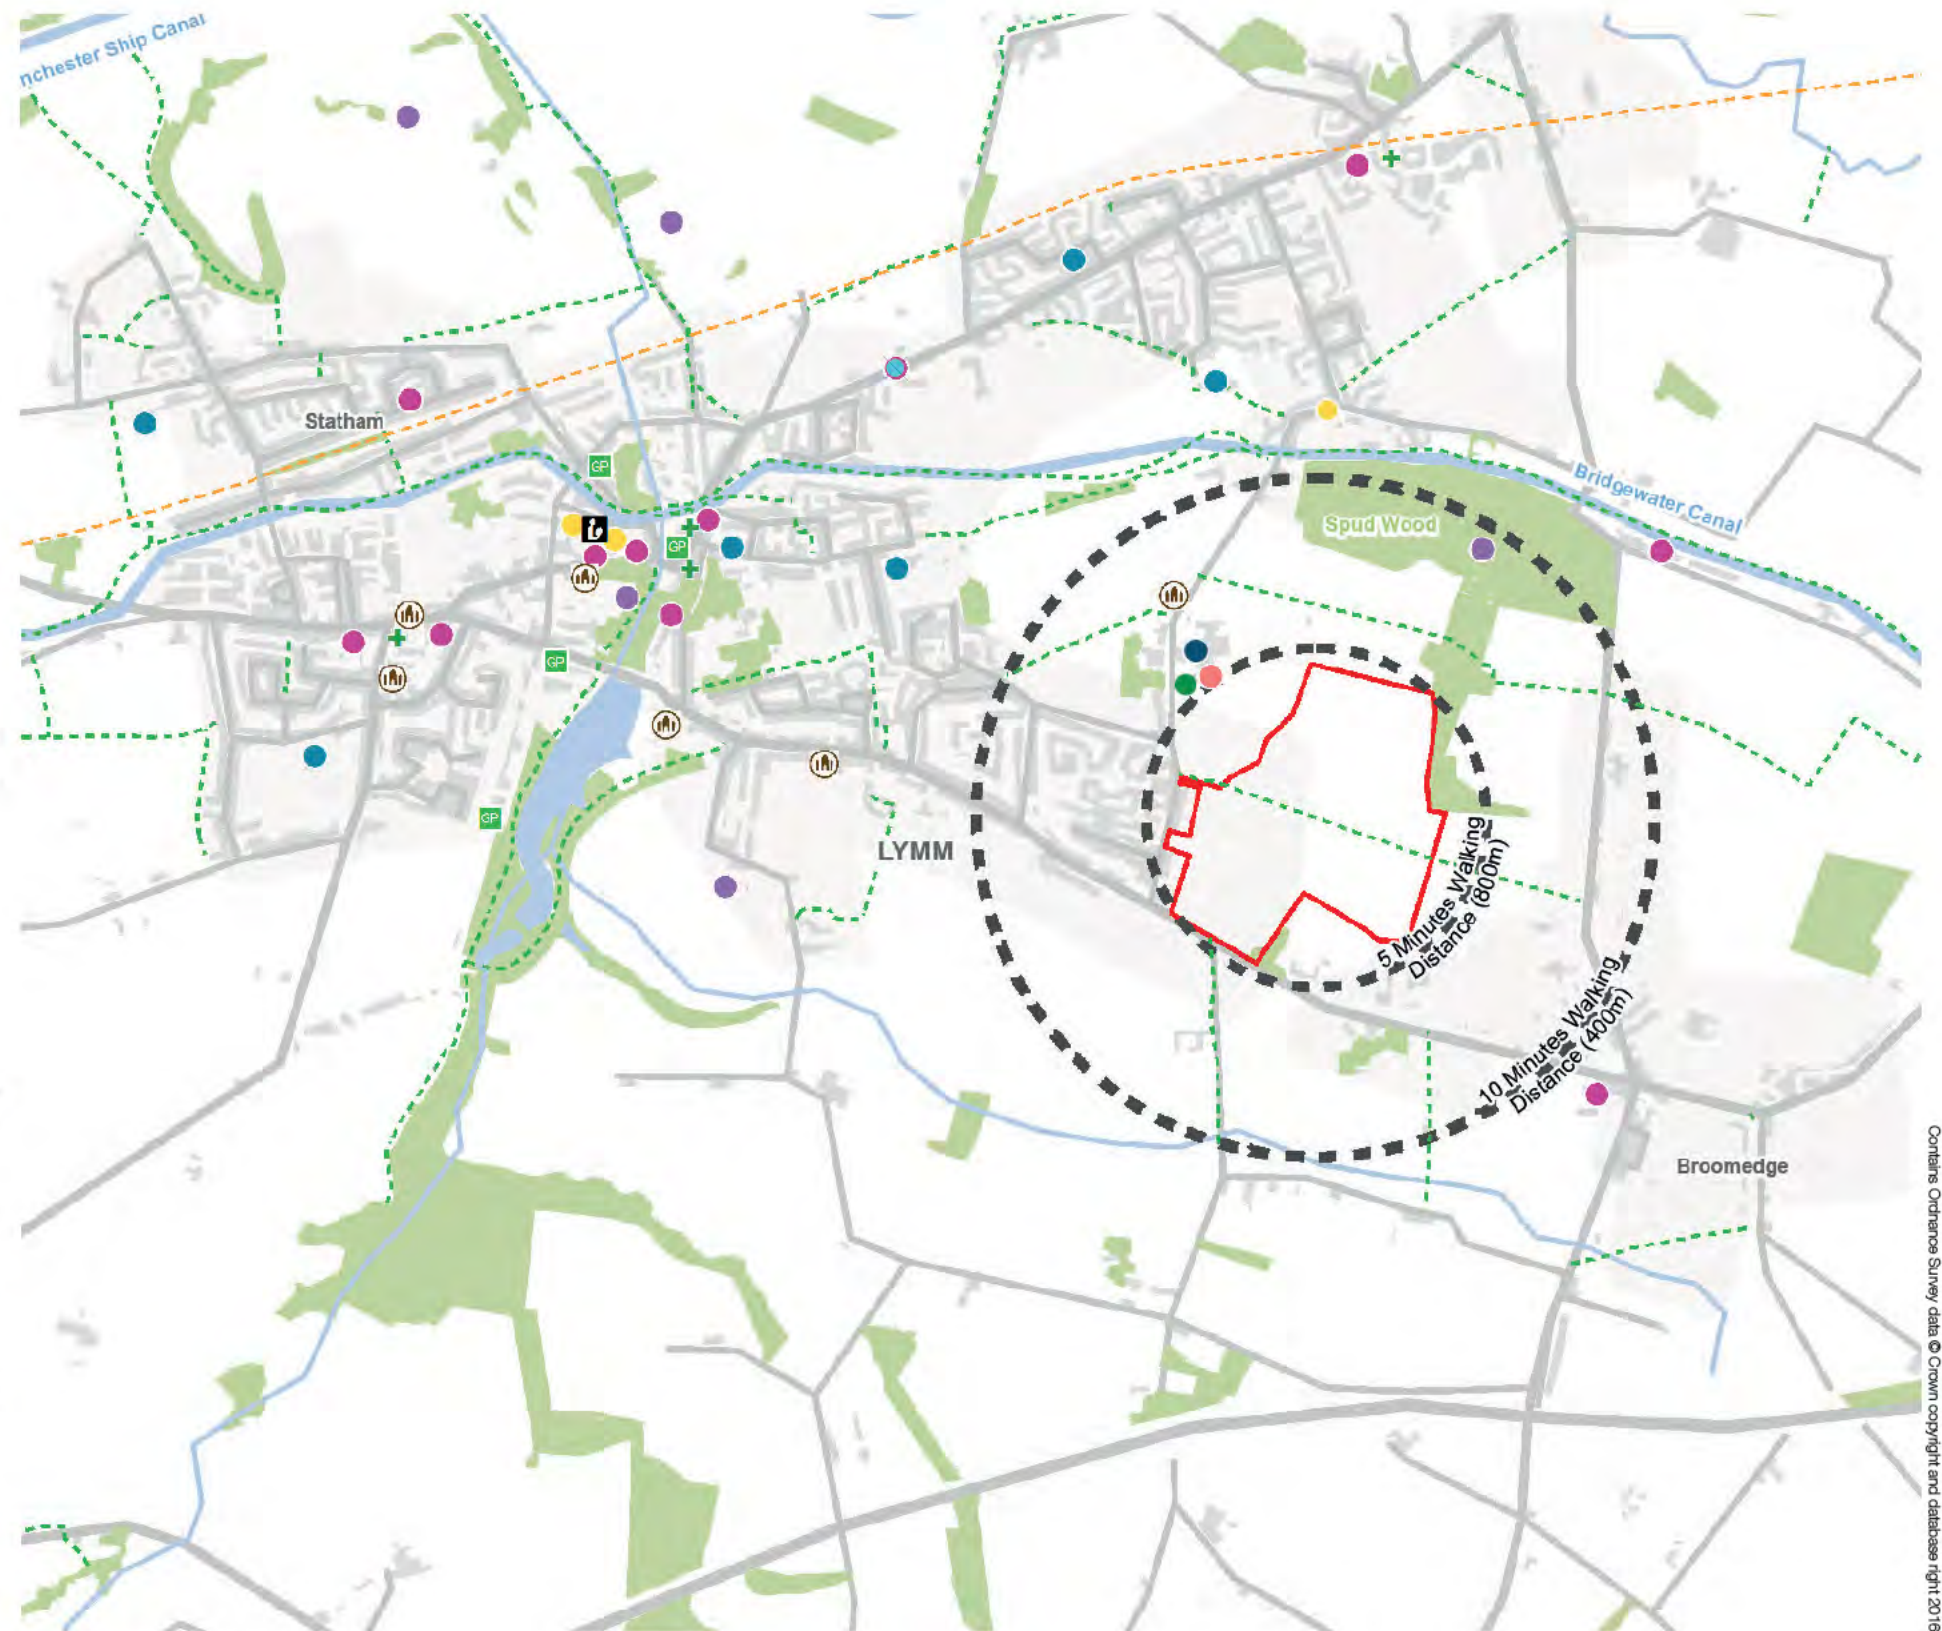 nchester Ship Canal
Statham
GP
Bridgewater Canal
Spud Wood
GP
GP
GP
LYMM
5 Minutes Walking
Distance (800m)
10 Minutes Walking
Distance (400m)
Broomedge
Contains Ordnance Survey data © Crown copyright and database right 2016